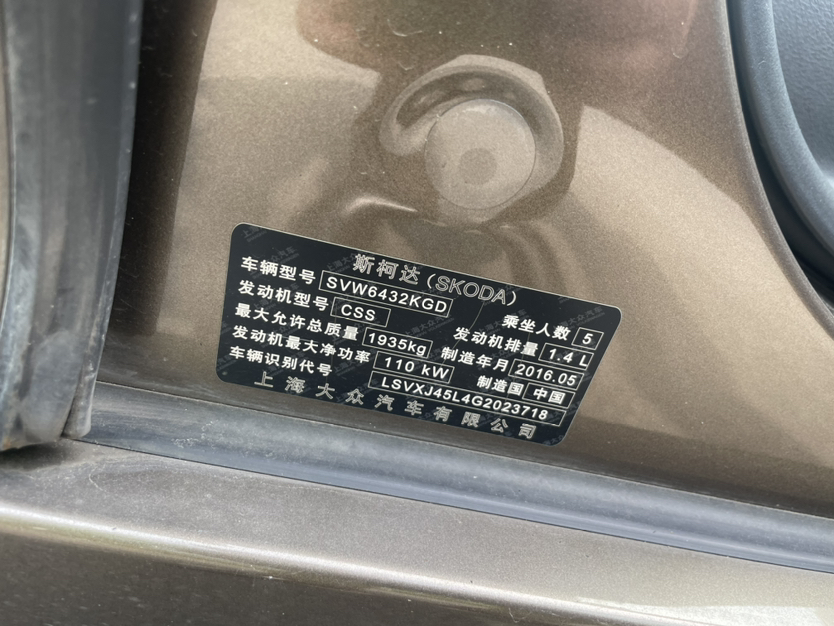 斯柯达(SKODA)
车辆型号 SVW6432KGD 乘坐人数 5
发动机型号 CSS 发动机排量 1.4 L
最大允许总质量 1935kg 制造年月 2016.05
发动机最大净功率 110 kW 制造国 中国
车辆识别代号 LSVXJ45L4G2023718
上海大众汽车有限公司